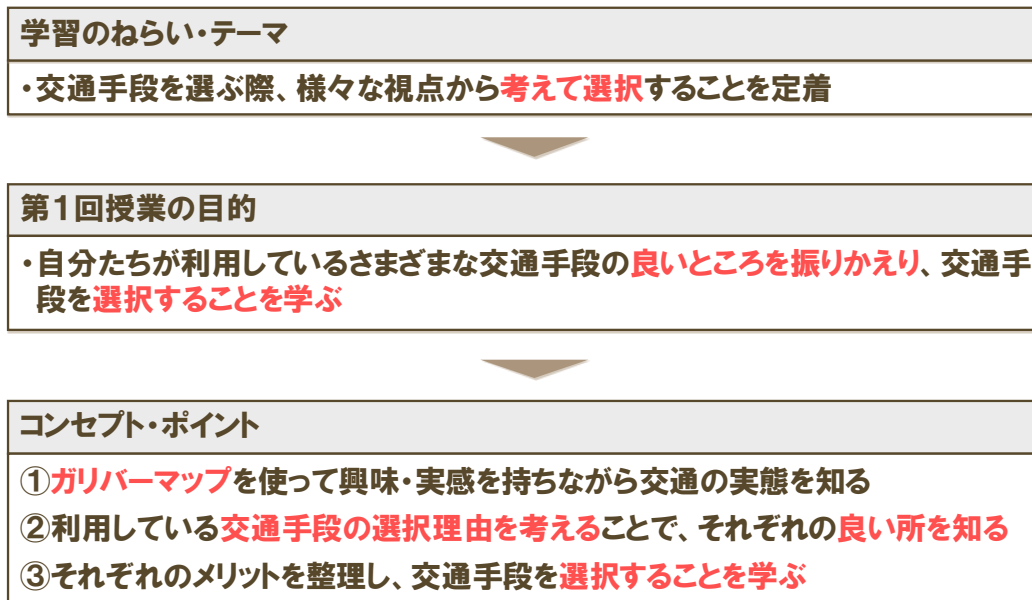 学習のねらい・テーマ
・交通手段を選ぶ際、様々な視点から考えて選択することを定着
第1回授業の目的
・自分たちが利用しているさまざまな交通手段の良いところを振りかえり、交通手
段を選択することを学ぶ
コンセプト・ポイント
①ガリバーマップを使って興味・実感を持ちながら交通の実態を知る
②利用している交通手段の選択理由を考えることで、それぞれの良い所を知る
③それぞれのメリットを整理し、交通手段を選択することを学ぶ